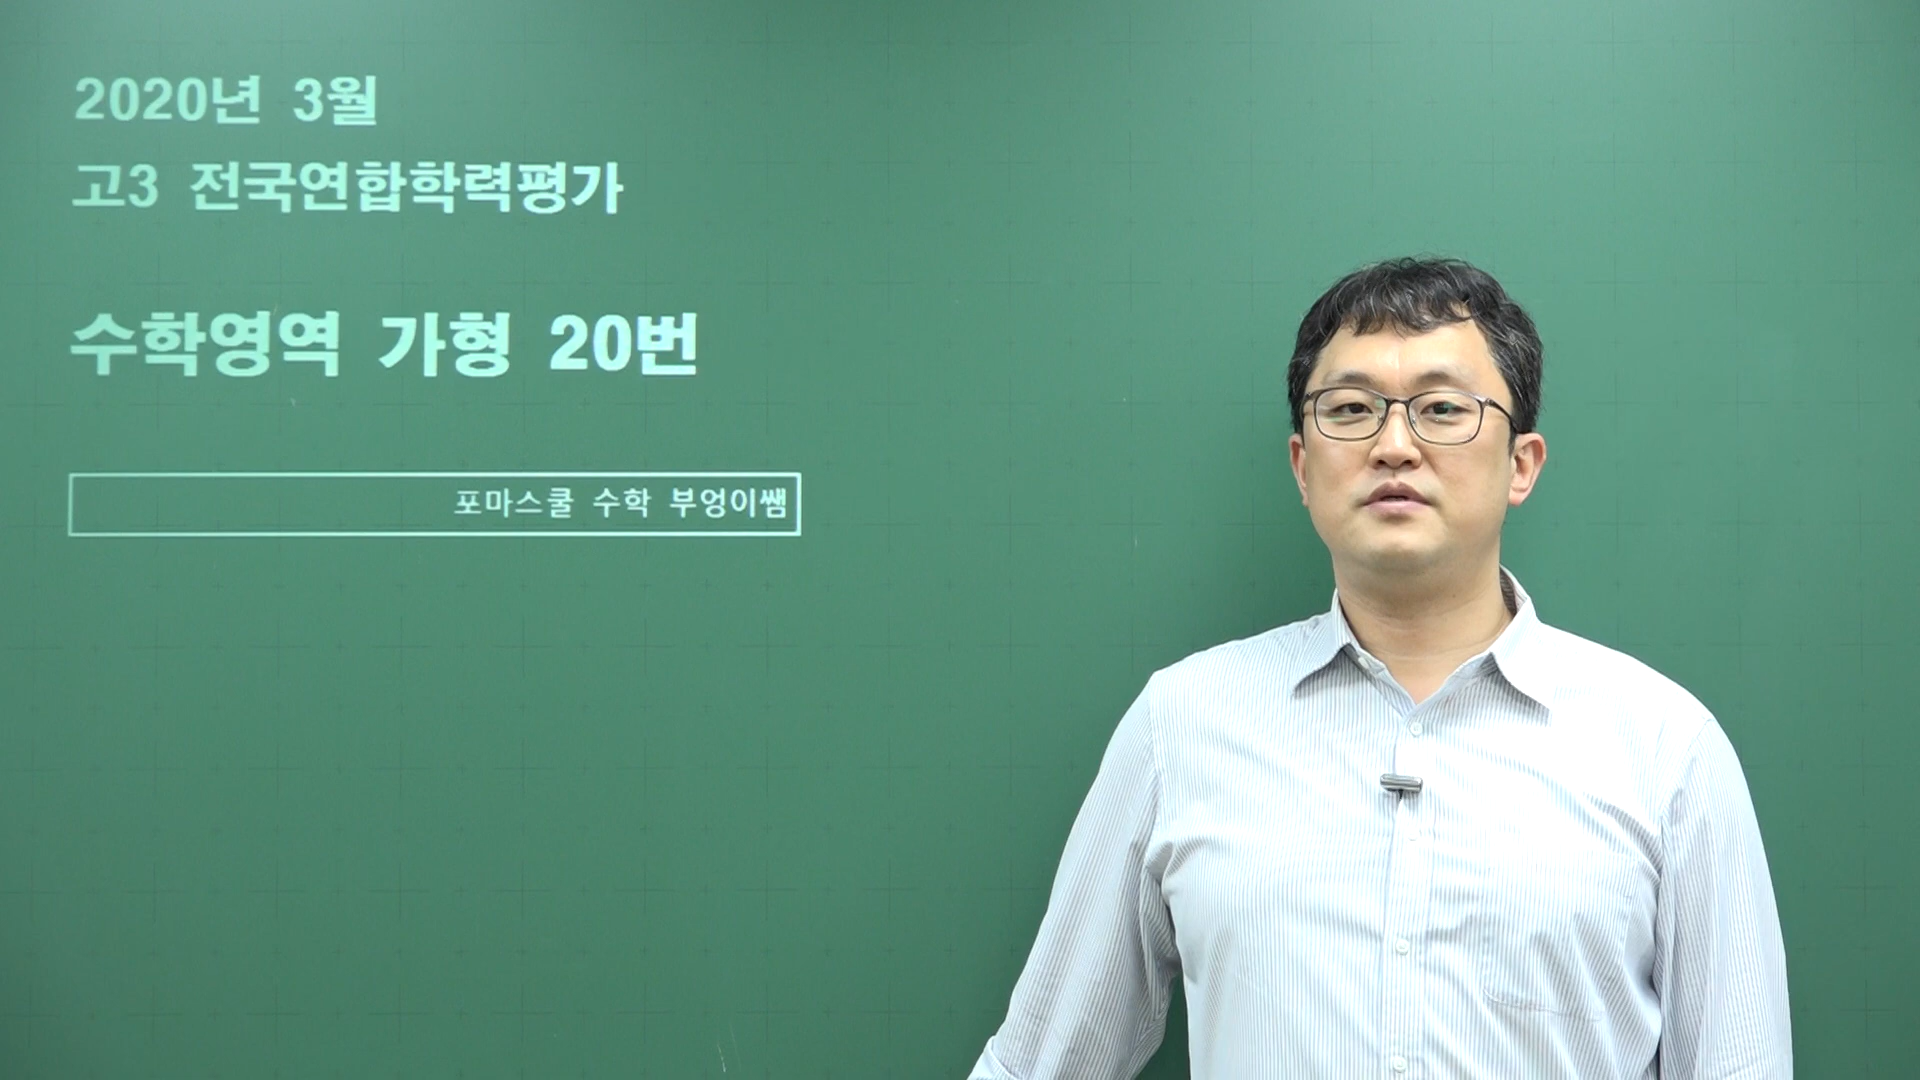 2020년 3월
고3 전국연합학력평가
수학영역 가형 20번
포마스쿨 수학 부엉이쌤